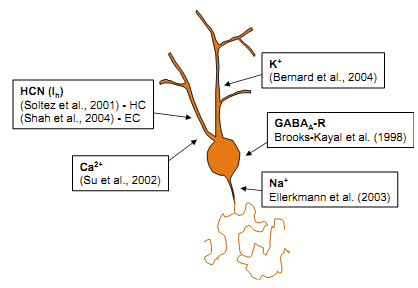 K⁺
(Bernard et al., 2004)
HCN (Iₕ)
(Soltez et al., 2001) - HC
(Shah et al., 2004) - EC
GABA_A-R
Brooks-Kayal et al. (1998)
Ca²⁺
(Su et al., 2002)
Na⁺
Ellerkmann et al. (2003)